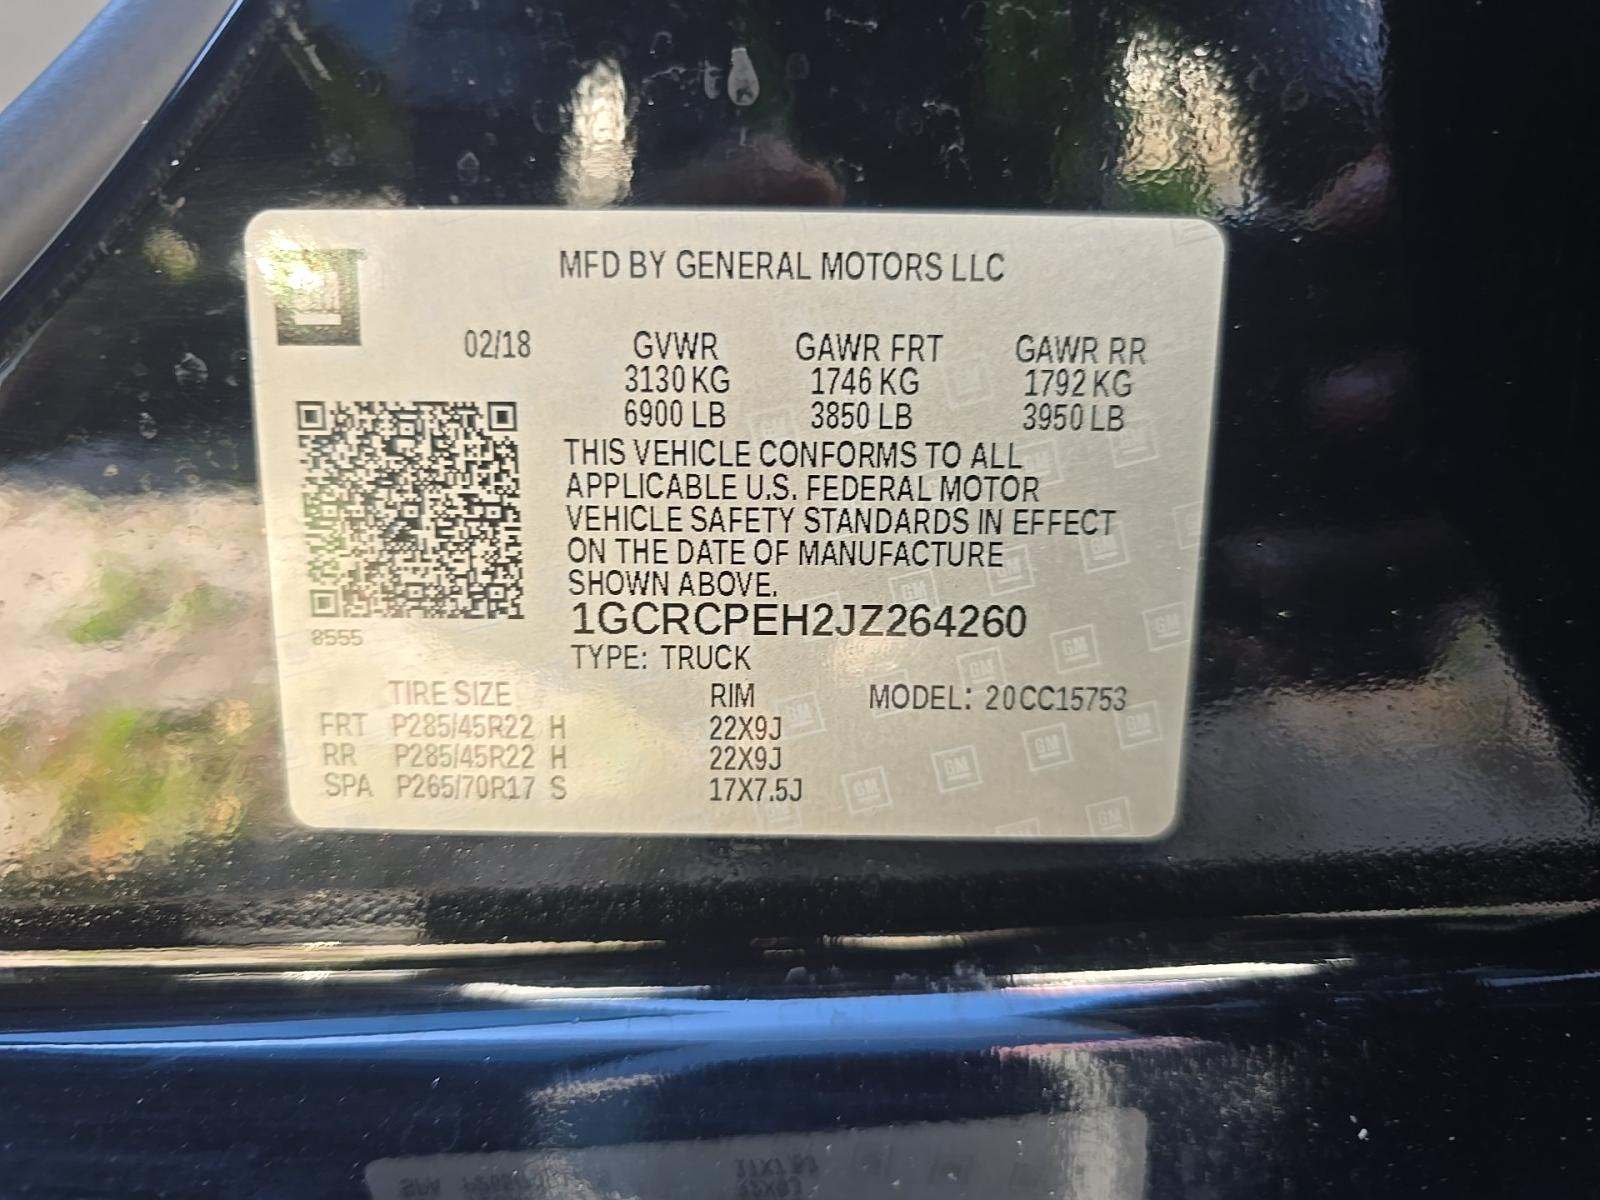 MFD BY GENERAL MOTORS LLC
02/18 GVWR GAWR FRT GAWR RR
3130 KG 1746 KG 1792 KG
6900 LB 3850 LB 3950 LB
THIS VEHICLE CONFORMS TO ALL
APPLICABLE U.S. FEDERAL MOTOR
VEHICLE SAFETY STANDARDS IN EFFECT
ON THE DATE OF MANUFACTURE
SHOWN ABOVE.
1GCRCPEH2JZ264260
8555
TYPE: TRUCK
TIRE SIZE RIM MODEL: 20CC15753
FRT P285/45R22 H 22X9J
RR P285/45R22 H 22X9J
SPA P265/70R17 S 17X7.5J